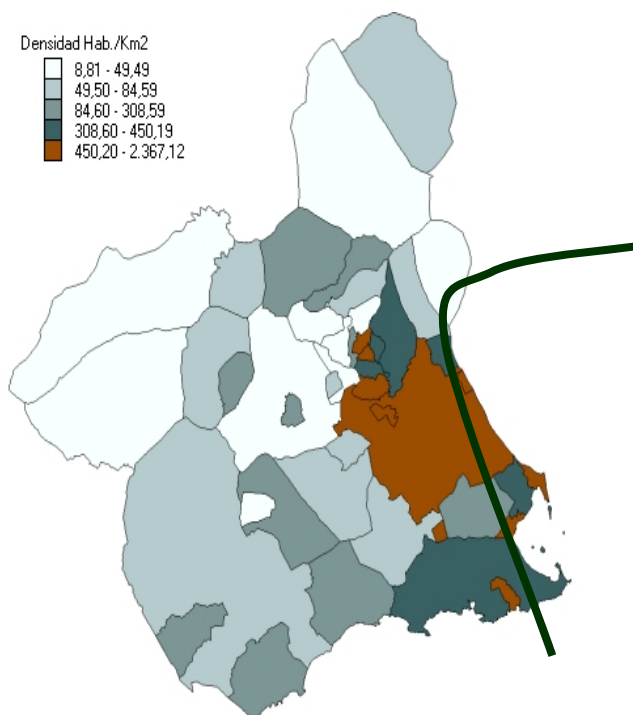 Densidad Hab./Km2
8,81 - 49,49
49,50 - 84,59
84,60 - 308,59
308,60 - 450,19
450,20 - 2.367,12